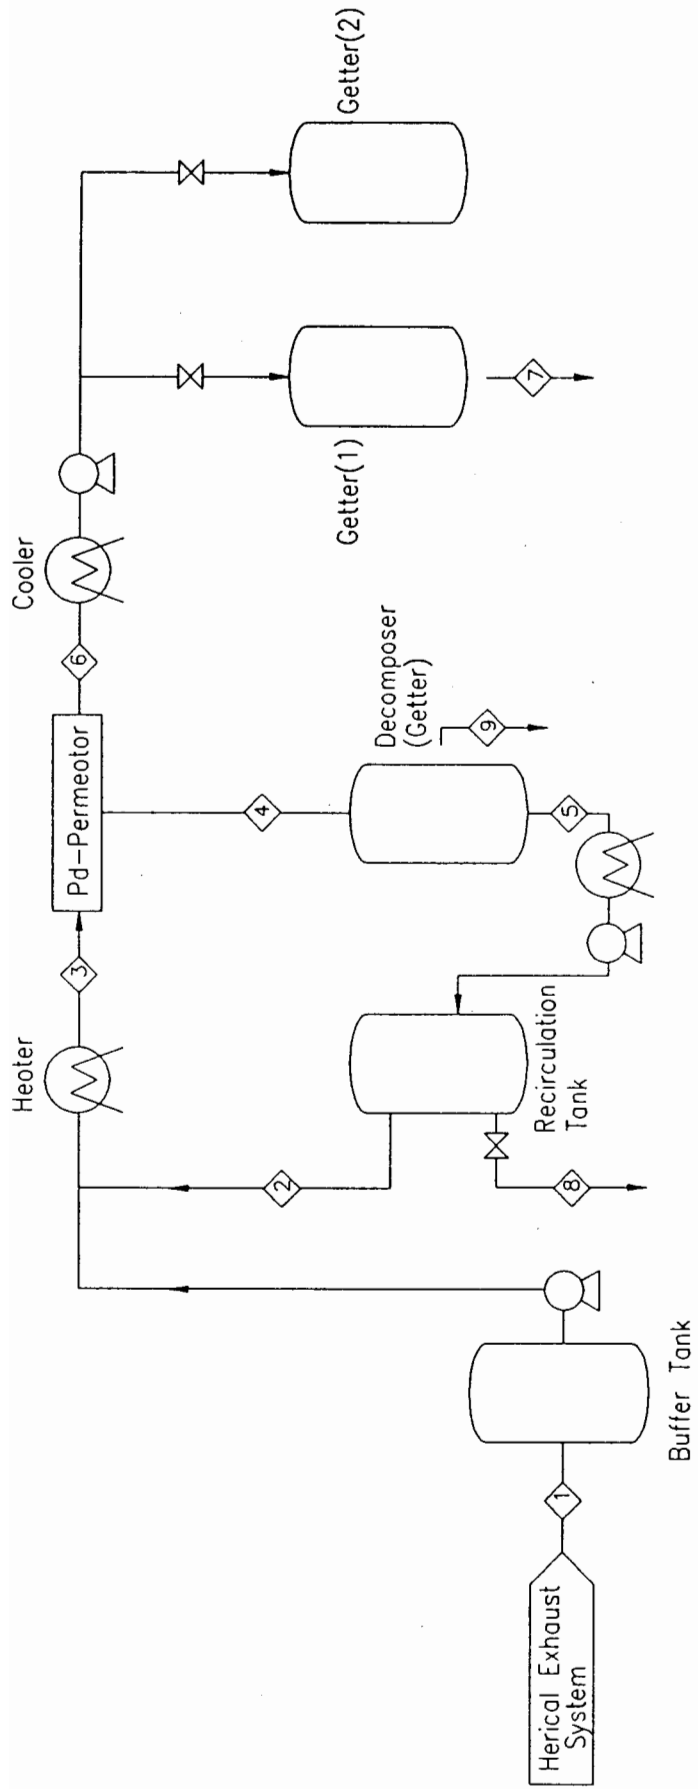 Herical Exhaust
System
1
Buffer Tank
2
8
Recirculation
Tank
Heoter
3
Pd-Permeotor
4
Decomposer
(Getter)
9
5
6
Cooler
Getter(1)
7
Getter(2)